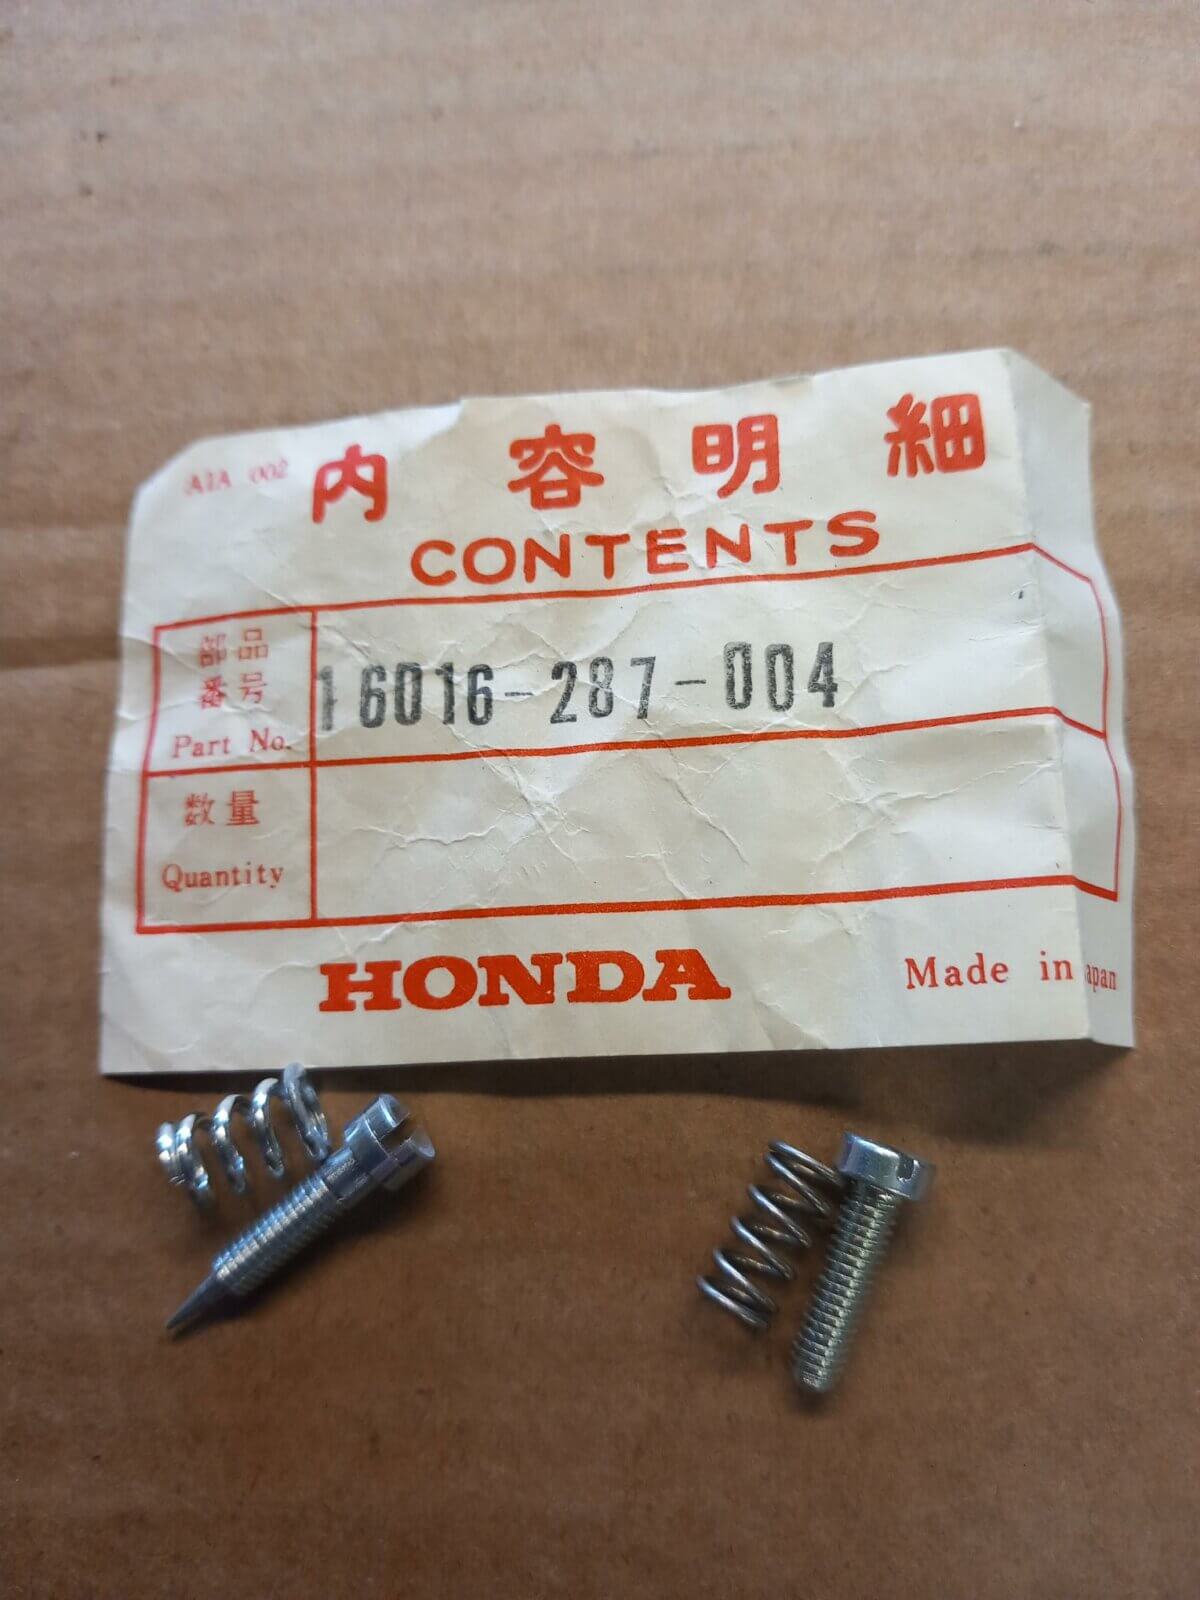 A1A 002
内容明細
CONTENTS
部品
番号
Part No.
16016-287-004
数量
Quantity
HONDA
Made in apan